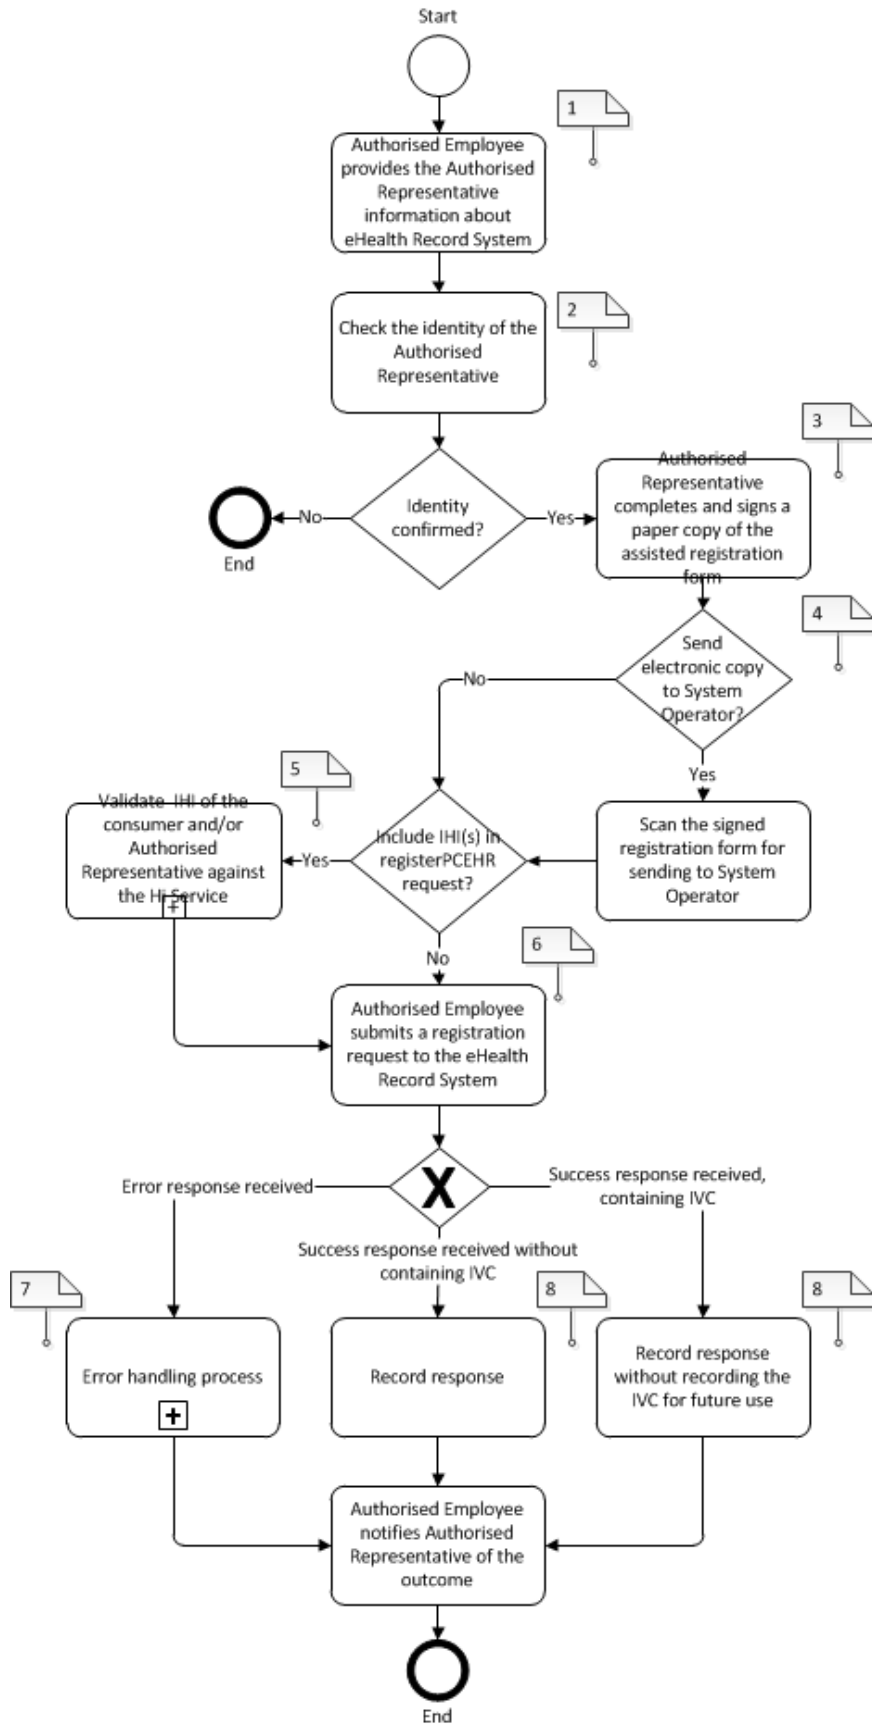 Start
1
Authorised Employee
provides the Authorised
Representative
information about
eHealth Record System
2
Check the identity of the
Authorised
Representative
3
Authorised
Representative
completes and signs a
paper copy of the
assisted registration
form
Identity
confirmed?
No
Yes
End
4
Send
electronic copy
to System
Operator?
No
Yes
5
Validate IHI of the
consumer and/or
Authorised
Representative against
the Hi Service
Include IHI(s) in
registerPCEHR
request?
Yes
No
Scan the signed
registration form for
sending to System
Operator
6
Authorised Employee
submits a registration
request to the eHealth
Record System
X
Error response received
Success response received without
containing IVC
Success response received,
containing IVC
7
Error handling process
8
Record response
8
Record response
without recording the
IVC for future use
Authorised Employee
notifies Authorised
Representative of the
outcome
End